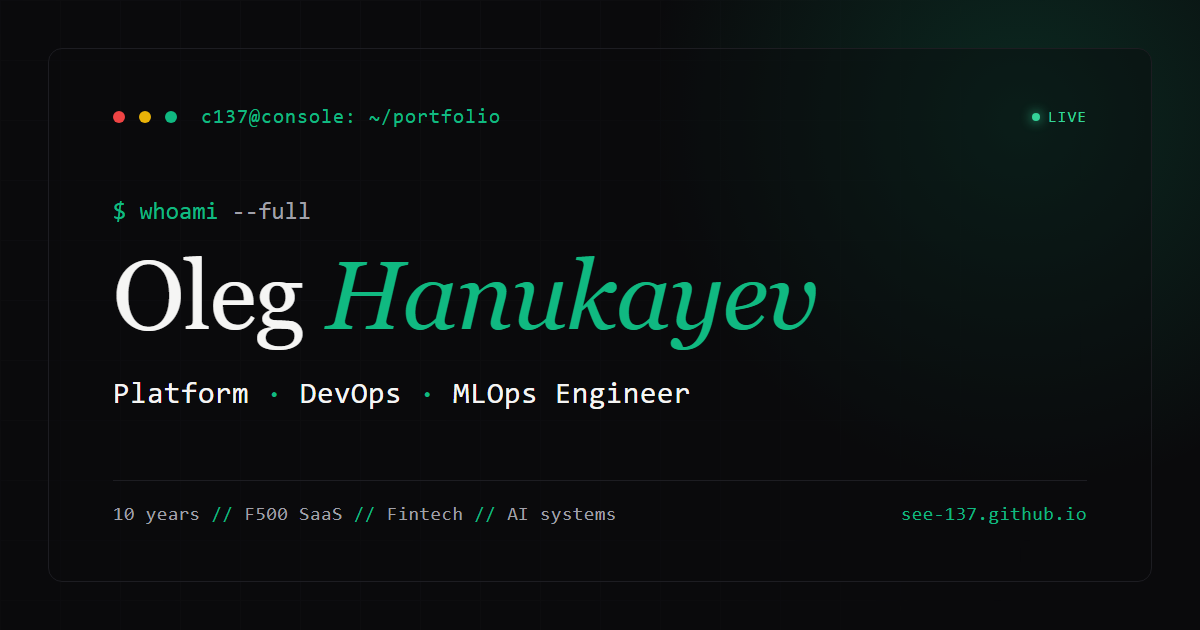 c137@console: ~/portfolio
LIVE
$ whoami --full
Oleg Hanukayev
Platform · DevOps · MLOps Engineer
10 years // F500 SaaS // Fintech // AI systems
see-137.github.io